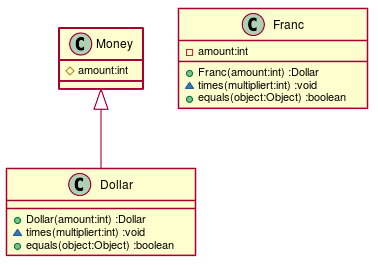 C Money
amount:int
C Franc
amount:int
Franc(amount:int) :Dollar
times(multipliert:int) :void
equals(object:Object) :boolean
C Dollar
Dollar(amount:int) :Dollar
times(multipliert:int) :void
equals(object:Object) :boolean